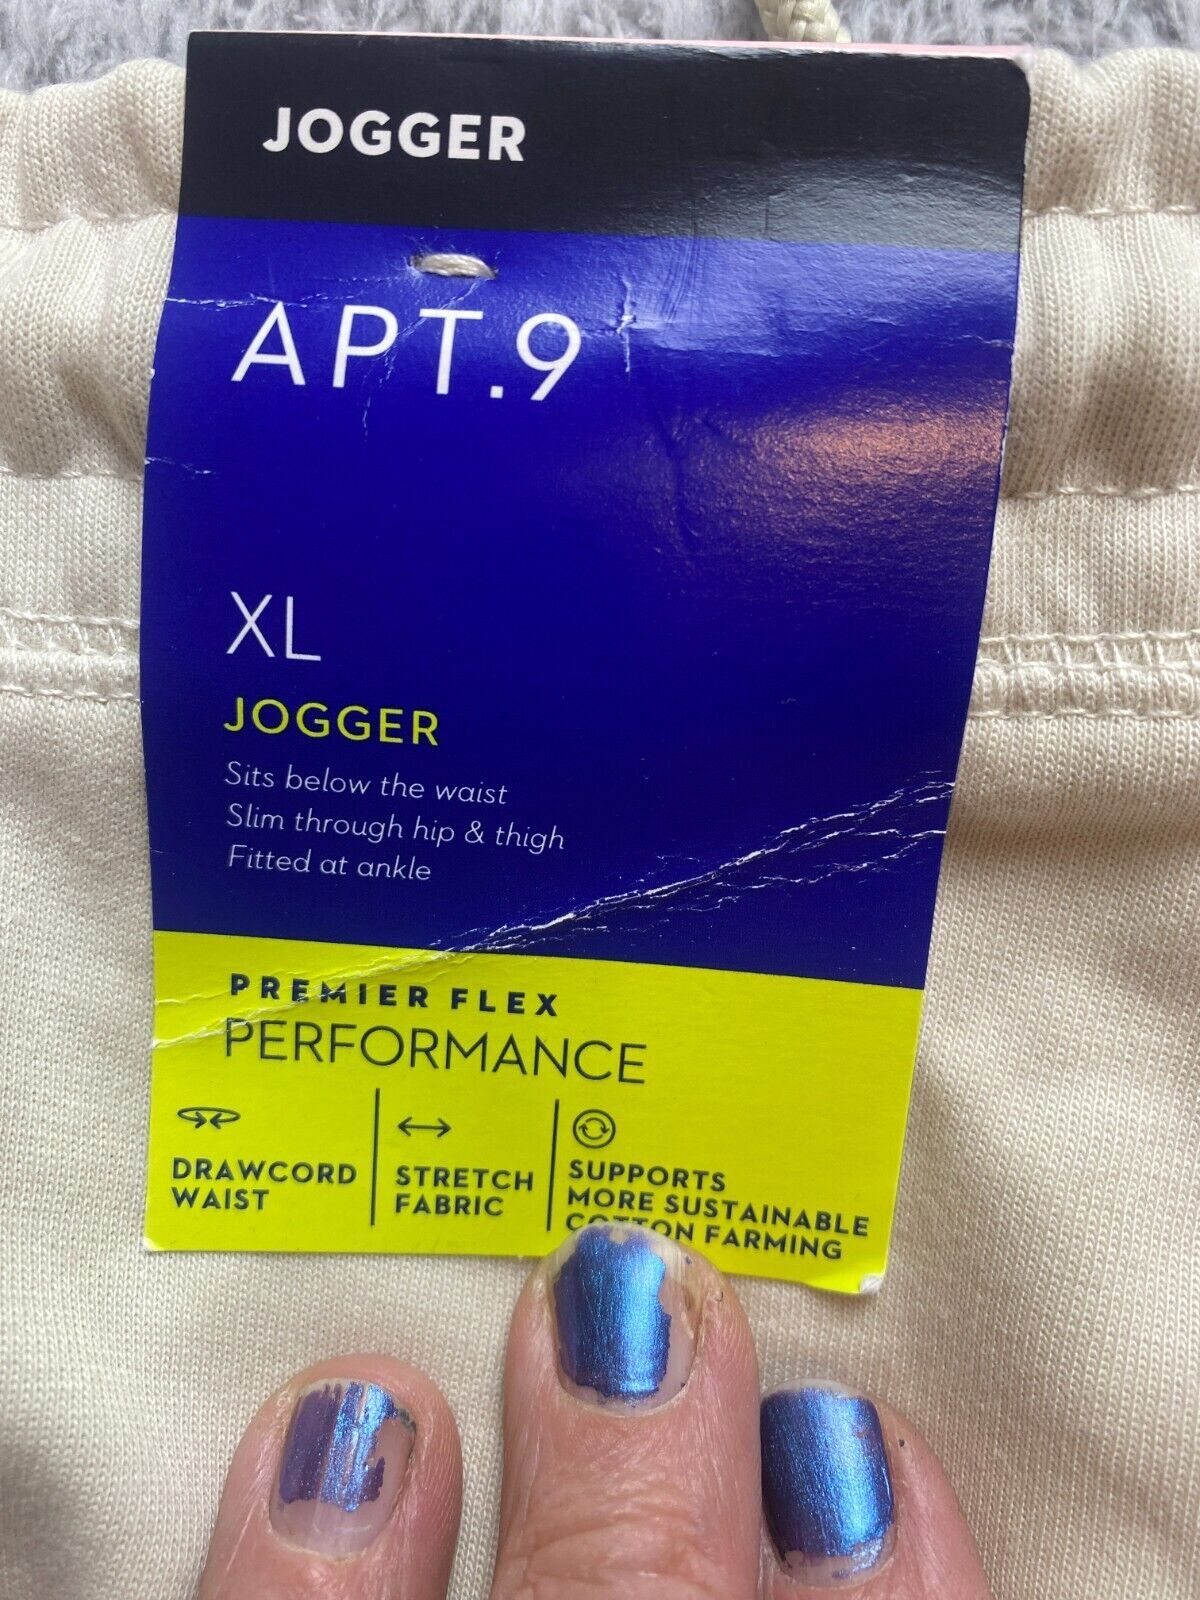 JOGGER
APT.9
XL
JOGGER
Sits below the waist
Slim through hip & thigh
Fitted at ankle
PREMIER FLEX
PERFORMANCE
DRAWCORD
WAIST
STRETCH
FABRIC
SUPPORTS
MORE SUSTAINABLE
COTTON FARMING